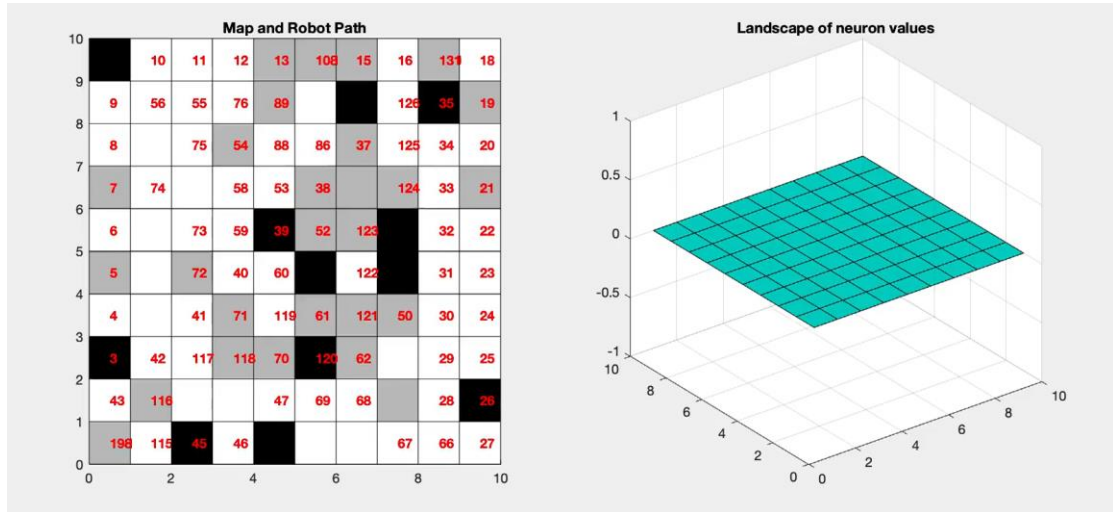 Map and Robot Path
10
10 11 12 13 108 15 16 131 18
9
9 56 55 76 89 126 35 19
8
8 75 54 88 86 37 125 34 20
7
7 74 58 53 38 124 33 21
6
6 73 59 39 52 123 32 22
5
5 72 40 60 122 31 23
4
4 41 71 119 61 121 50 30 24
3
3 42 117 118 70 120 62 29 25
2
43 116 47 69 68 28 26
1
198 115 45 46 67 66 27
0
0 2 4 6 8 10
Landscape of neuron values
1
0.5
0
-0.5
-1
10
8
6
4
2
0
0
2
4
6
8
10